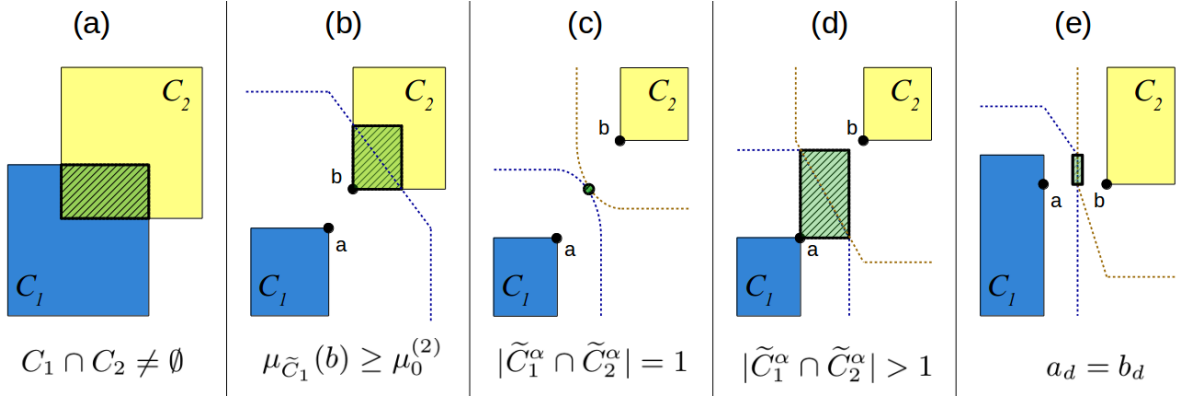 (a)
C₂
C₁
C₁ ∩ C₂ ≠ ∅
(b)
C₂
b
a
C₁
μ_{C̃₁}(b) ≥ μ₀^{(2)}
(c)
C₂
b
a
C₁
|C̃₁^α ∩ C̃₂^α| = 1
(d)
C₂
b
a
C₁
|C̃₁^α ∩ C̃₂^α| > 1
(e)
C₂
a
b
C₁
a_d = b_d